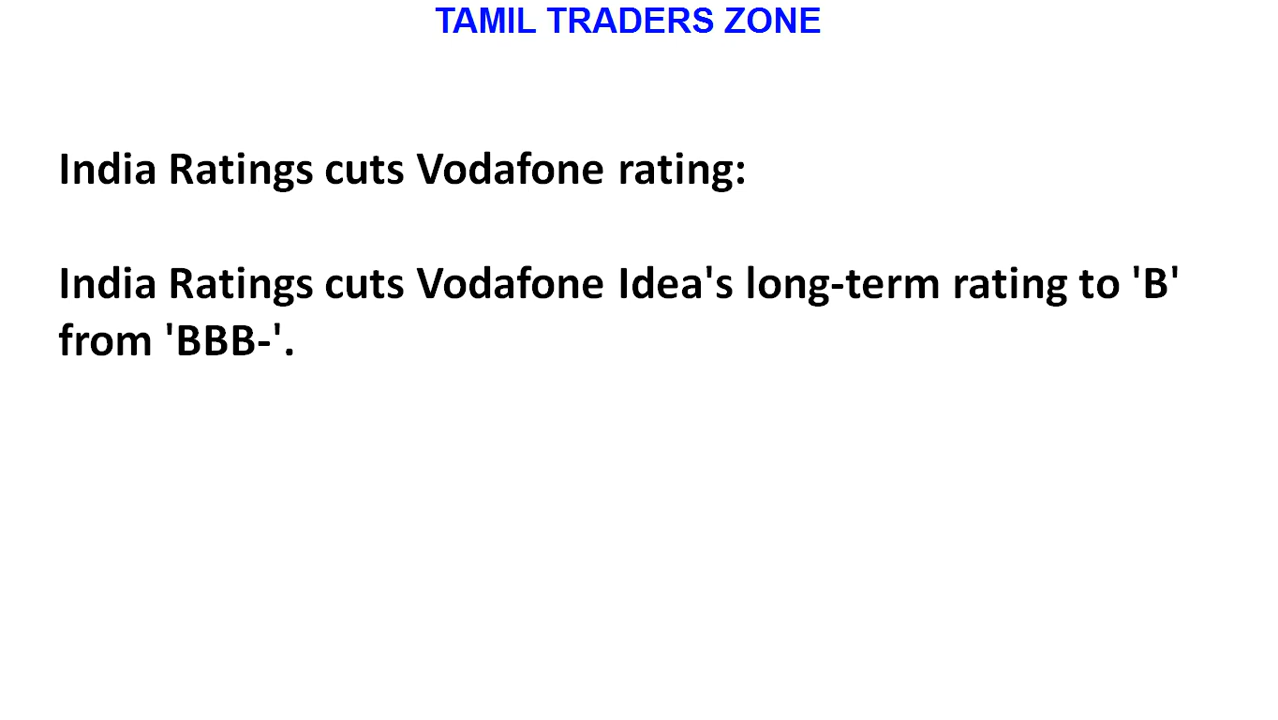 TAMIL TRADERS ZONE
India Ratings cuts Vodafone rating:
India Ratings cuts Vodafone Idea's long-term rating to 'B'
from 'BBB-'.